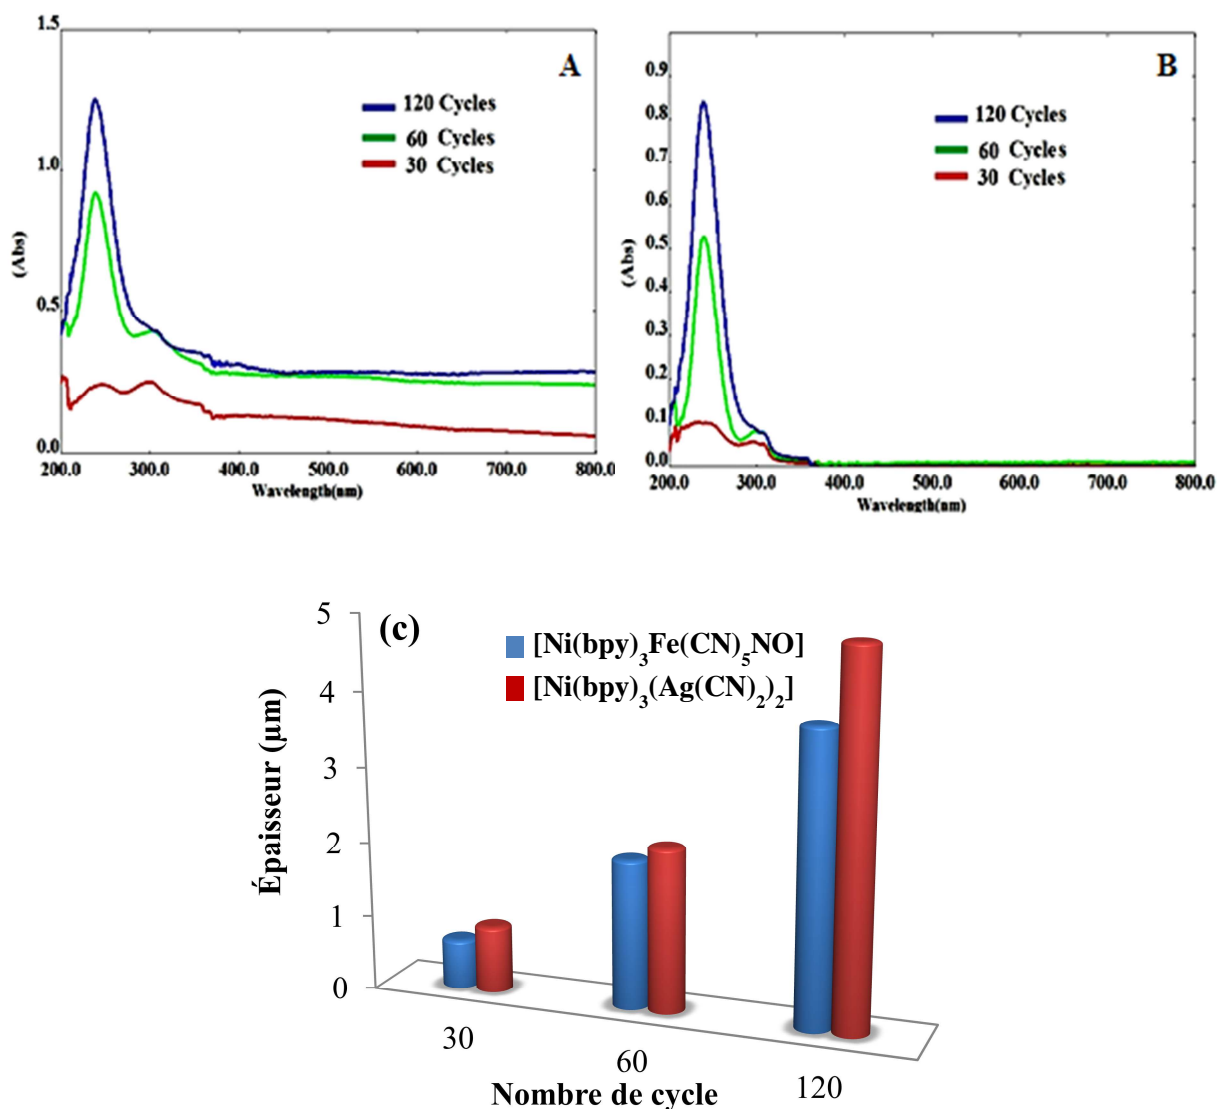 1.5
A
120 Cycles
60 Cycles
30 Cycles
1.0
(Abs)
0.5
0.0
200.0 300.0 400.0 500.0 600.0 700.0 800.0
Wavelength(nm)
B
0.9
120 Cycles
60 Cycles
30 Cycles
0.8
0.7
0.6
0.5
(Abs)
0.4
0.3
0.2
0.1
0.0
200.0 300.0 400.0 500.0 600.0 700.0 800.0
Wavelength(nm)
(c)
[Ni(bpy)3Fe(CN)5NO]
[Ni(bpy)3(Ag(CN)2)2]
5
4
3
2
1
0
Épaisseur (µm)
30
60
120
Nombre de cycle